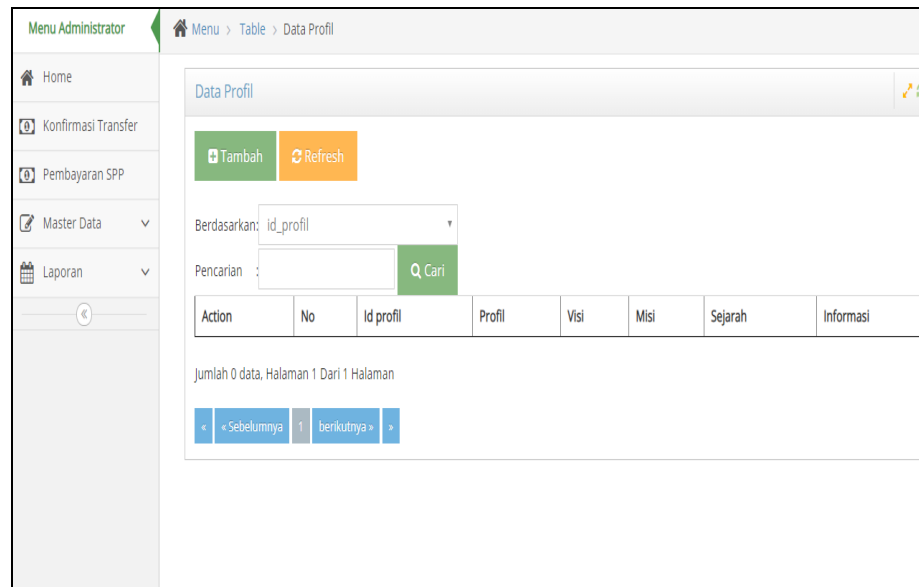 Menu Administrator
Menu > Table > Data Profil
Home
Konfirmasi Transfer
Pembayaran SPP
Master Data
Laporan
Data Profil
Tambah
Refresh
Berdasarkan: id_profil
Pencarian :
Cari
Action No Id profil Profil Visi Misi Sejarah Informasi
Jumlah 0 data, Halaman 1 Dari 1 Halaman
« « Sebelumnya 1 berikutnya » »